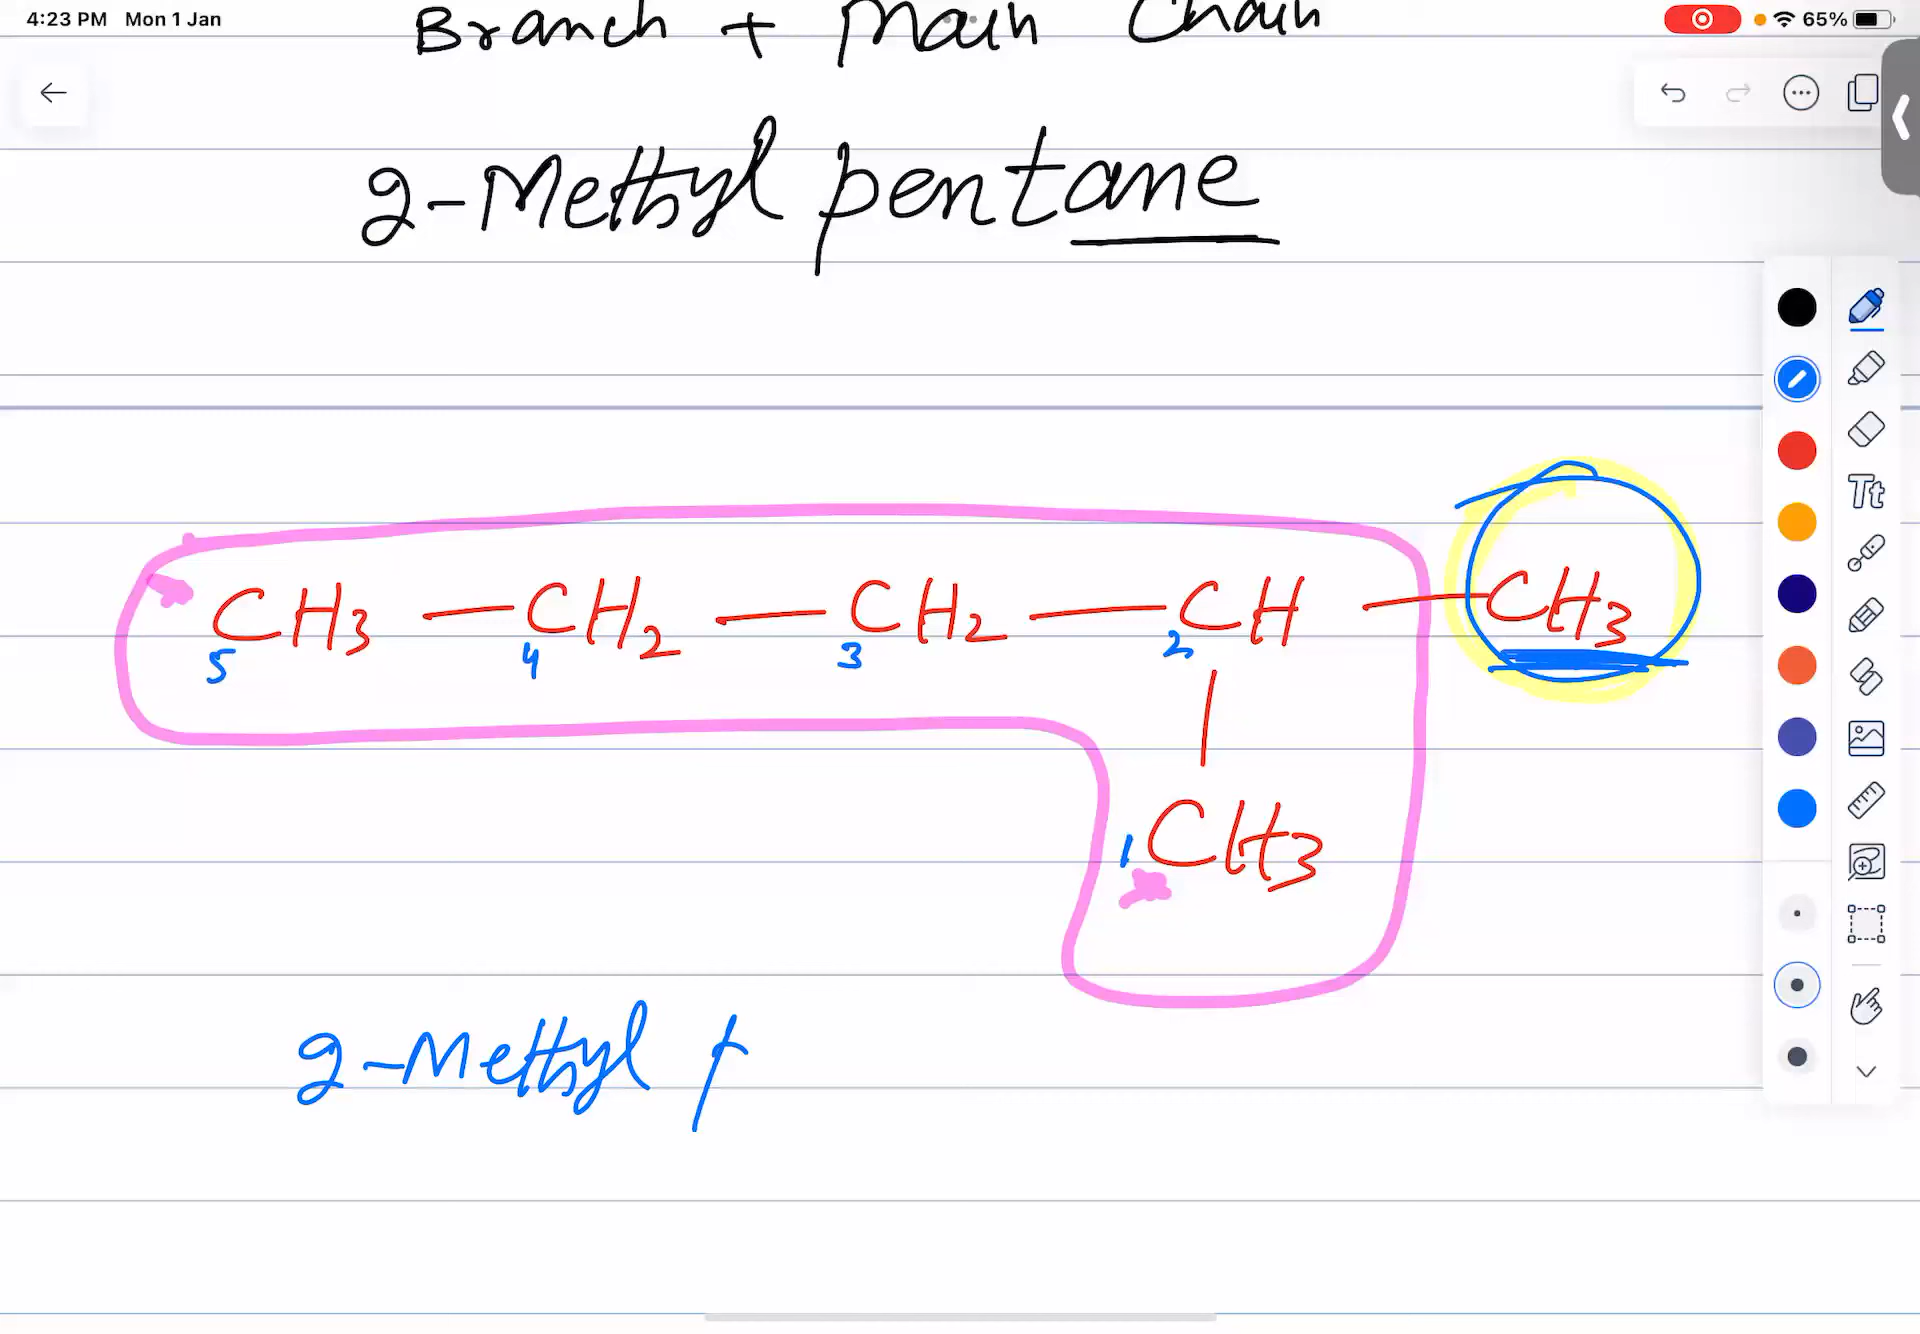 4:23 PM Mon 1 Jan
65%
Branch + Main Chain
2-Methyl pentane
Tt
CH3 — CH2 — CH2 — CH — CH3
5 4 3 2
|
1 CH3
2-Methyl p